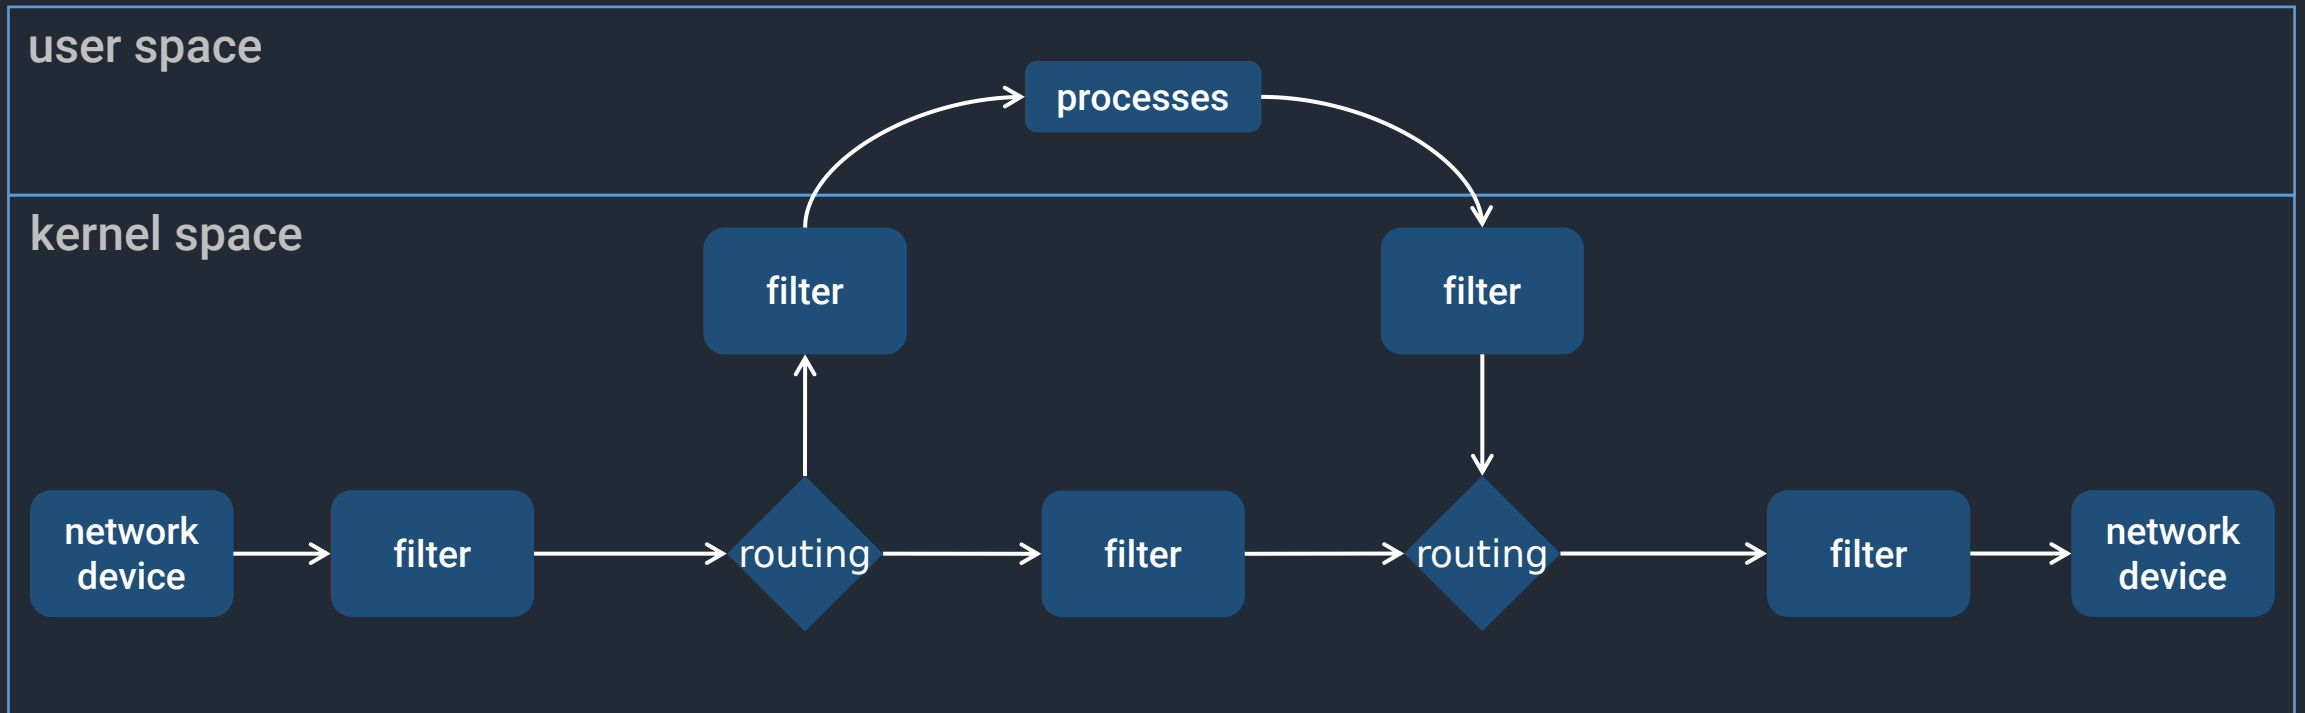 user space
processes
kernel space
filter
filter
network
device
filter
routing
filter
routing
filter
network
device